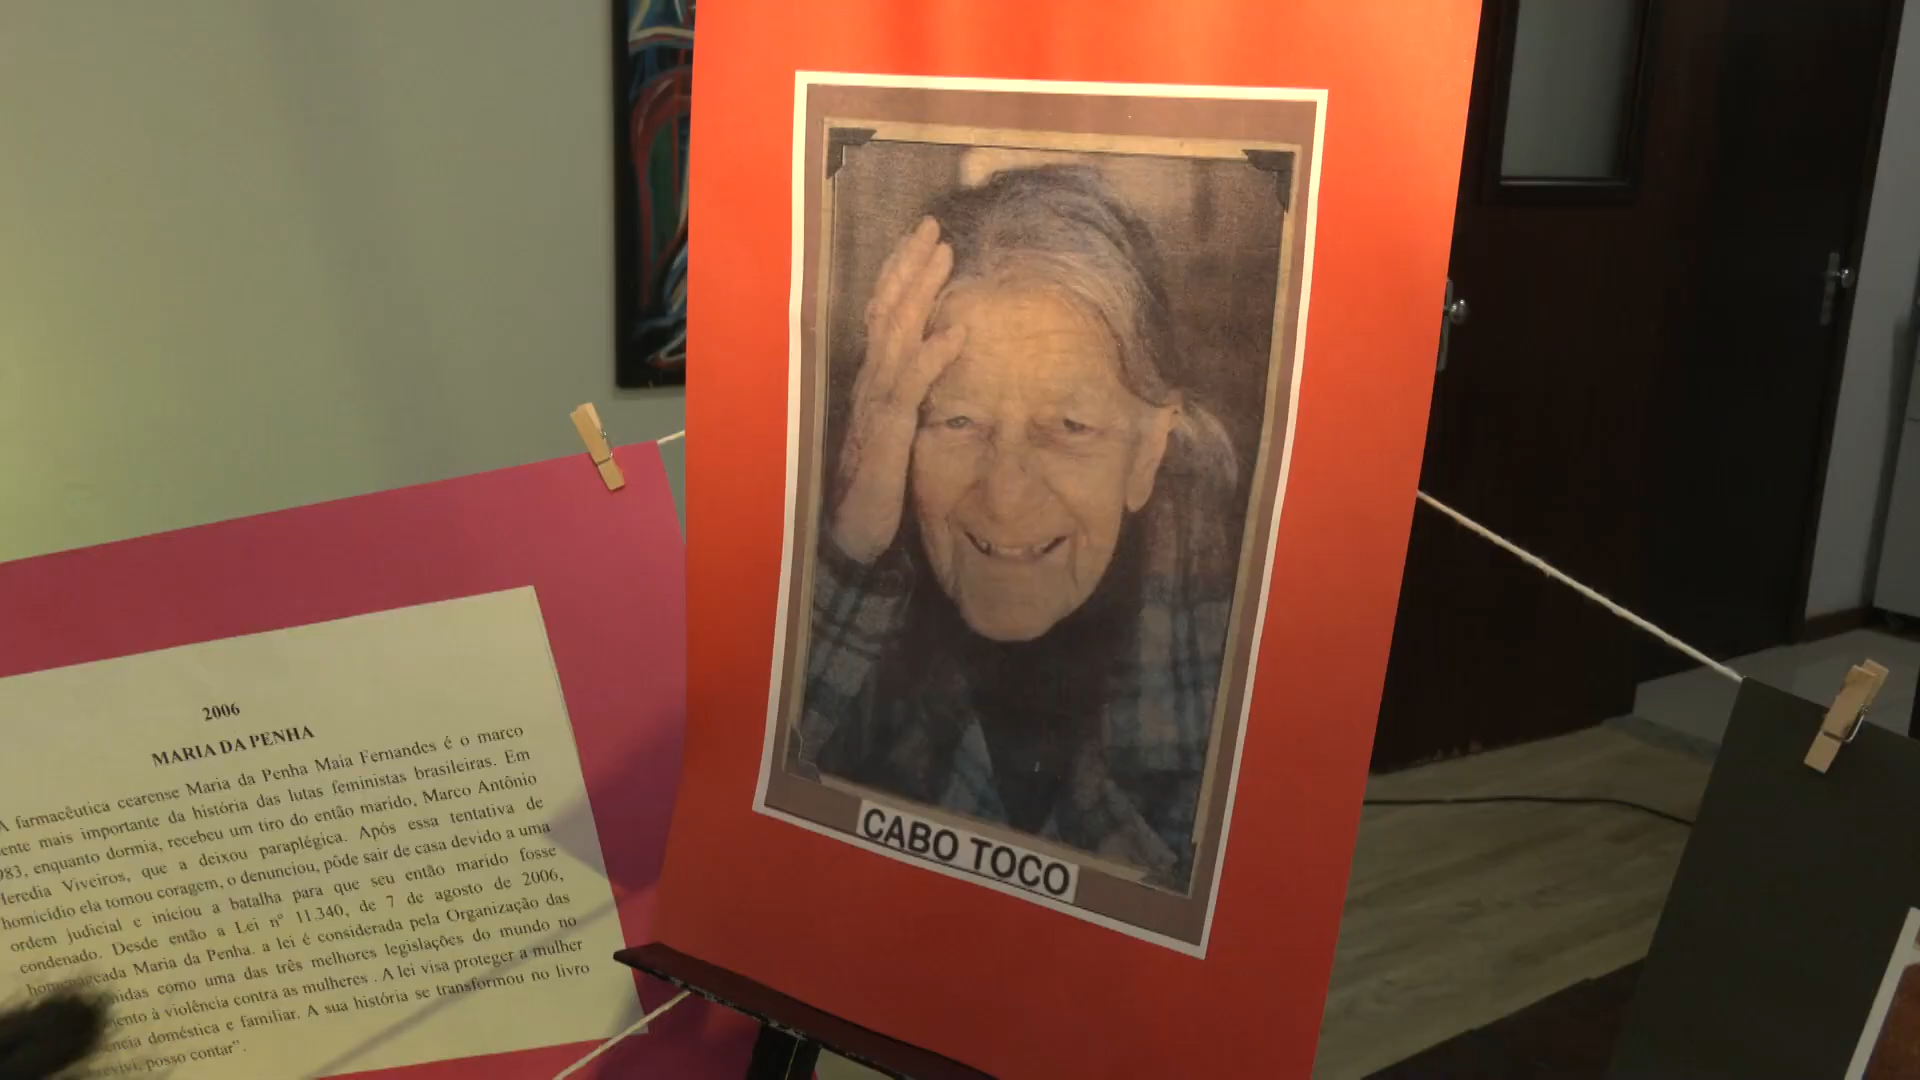 2006
MARIA DA PENHA
A farmacêutica cearense Maria da Penha Maia Fernandes é o marco
mais importante da história das lutas feministas brasileiras. Em
enquanto dormia, recebeu um tiro do então marido, Marco Antônio
Heredia Viveiros, que a deixou paraplégica. Após essa tentativa de
homicídio ela tomou coragem, o denunciou, pôde sair de casa devido a uma
ordem judicial e iniciou a batalha para que seu então marido fosse
condenado. Desde então a Lei nº 11.340, de 7 de agosto de 2006,
homenageada Maria da Penha. a lei é considerada pela Organização das
como uma das três melhores legislações do mundo no
à violência contra as mulheres . A lei visa proteger a mulher
doméstica e familiar. A sua história se transformou no livro
posso contar".
CABO TOCO